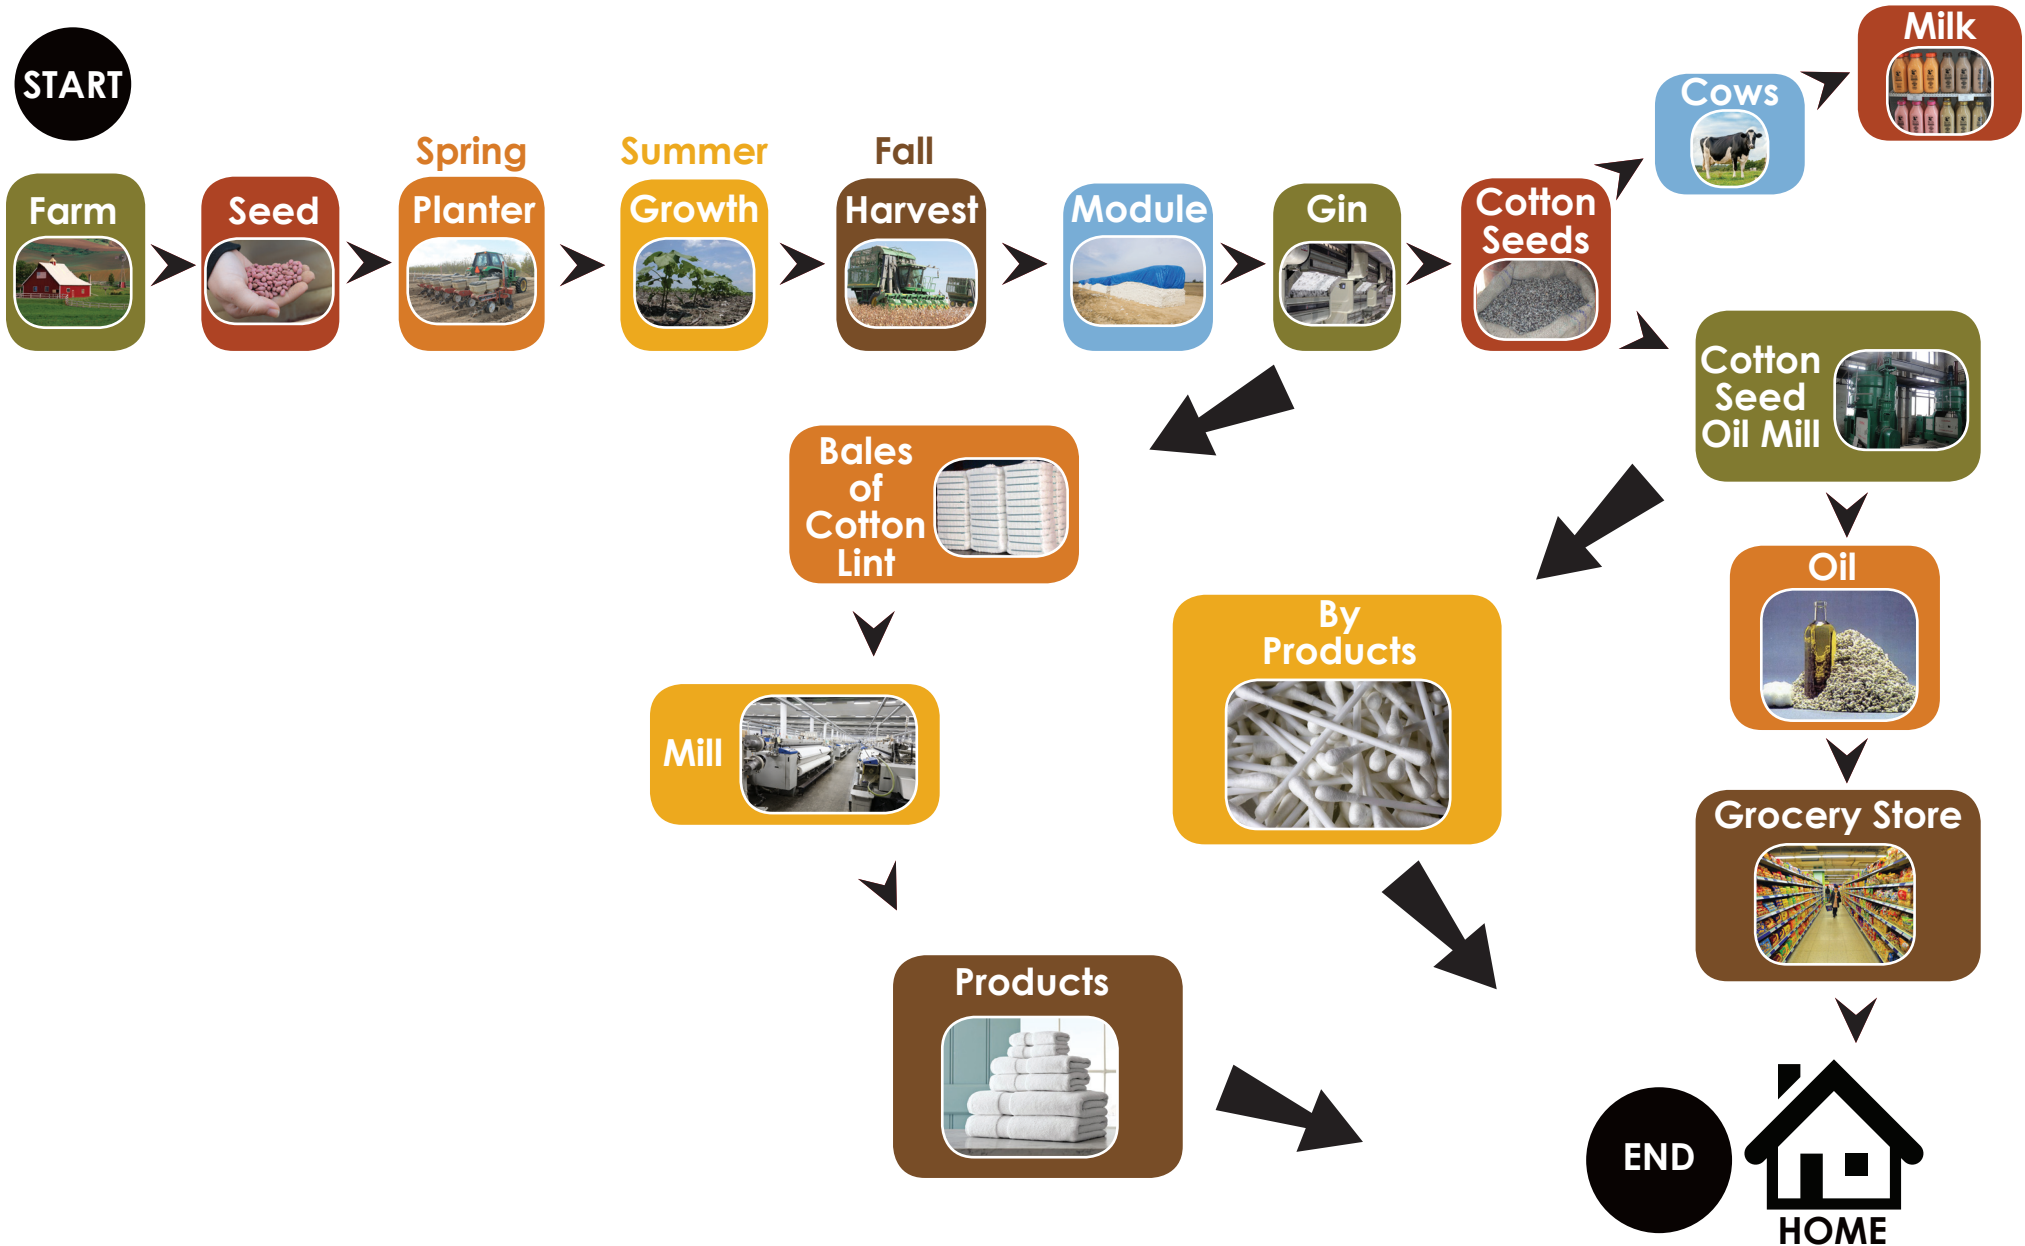 START
Farm
Seed
Spring
Planter
Summer
Growth
Fall
Harvest
Module
Gin
Cotton
Seeds
Cows
Milk
Cotton
Seed
Oil Mill
Bales
of
Cotton
Lint
By
Products
Oil
Mill
Grocery Store
Products
END
HOME